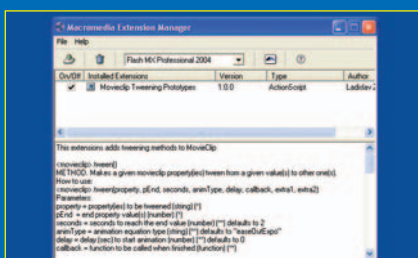 Macromedia Extension Manager
File Help
Flash MX Professional 2004
On/Off Installed Extensions Version Type Author
Movieclip Tweening Prototypes 1.0.0 ActionScript Ladislav Z
This extensions adds tweening methods to MovieClip
<movieclip>.tween()
METHOD. Makes a given movieclip property(ies) tween from a given value(s) to other one(s).
How to use:
<movieclip>.tween(property, pEnd, seconds, animType, delay, callback, extra1, extra2)
Parameters:
property = property(ies) to be tweened (string) (*)
pEnd = end property value(s) (number) (*)
seconds = seconds to reach the end value (number) (**) defaults to 2
animType = animation equation type (string) (**) defaults to "easeOutExpo"
delay = delay (sec) to start animation (number) (**) defaults to 0
callback = function to be called when finished (function) (**)